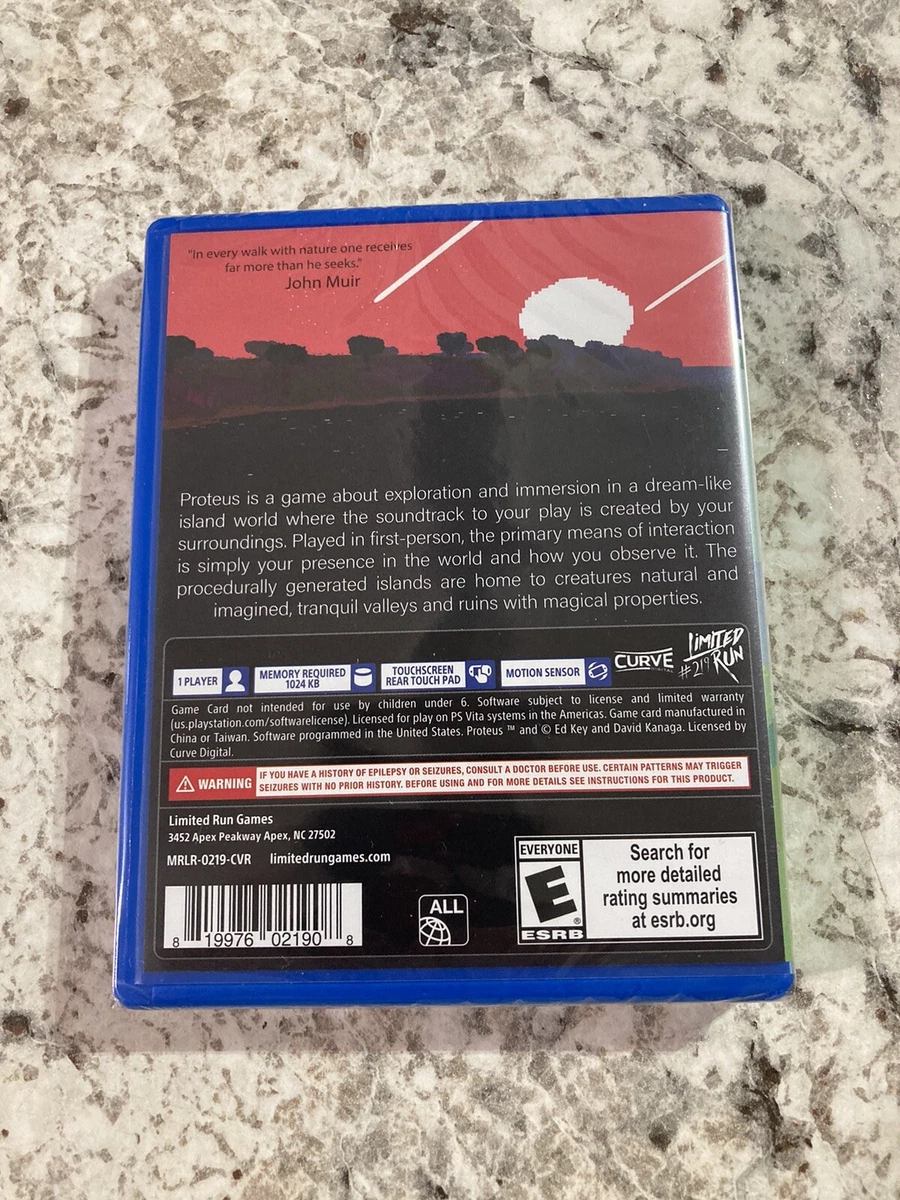 "In every walk with nature one receives
far more than he seeks."
John Muir
Proteus is a game about exploration and immersion in a dream-like
island world where the soundtrack to your play is created by your
surroundings. Played in first-person, the primary means of interaction
is simply your presence in the world and how you observe it. The
procedurally generated islands are home to creatures natural and
imagined, tranquil valleys and ruins with magical properties.
1 PLAYER
MEMORY REQUIRED
1024 KB
TOUCHSCREEN
REAR TOUCH PAD
MOTION SENSOR
CURVE
DIGITAL
LIMITED
RUN
#219
Game Card not intended for use by children under 6. Software subject to license and limited warranty
(us.playstation.com/softwarelicense). Licensed for play on PS Vita systems in the Americas. Game card manufactured in
China or Taiwan. Software programmed in the United States. Proteus ™ and © Ed Key and David Kanaga. Licensed by
Curve Digital.
WARNING
IF YOU HAVE A HISTORY OF EPILEPSY OR SEIZURES, CONSULT A DOCTOR BEFORE USE. CERTAIN PATTERNS MAY TRIGGER
SEIZURES WITH NO PRIOR HISTORY. BEFORE USING AND FOR MORE DETAILS SEE INSTRUCTIONS FOR THIS PRODUCT.
Limited Run Games
3452 Apex Peakway Apex, NC 27502
MRLR-0219-CVR limitedrungames.com
8 19976 02190 8
ALL
EVERYONE
E
®
ESRB
Search for
more detailed
rating summaries
at esrb.org